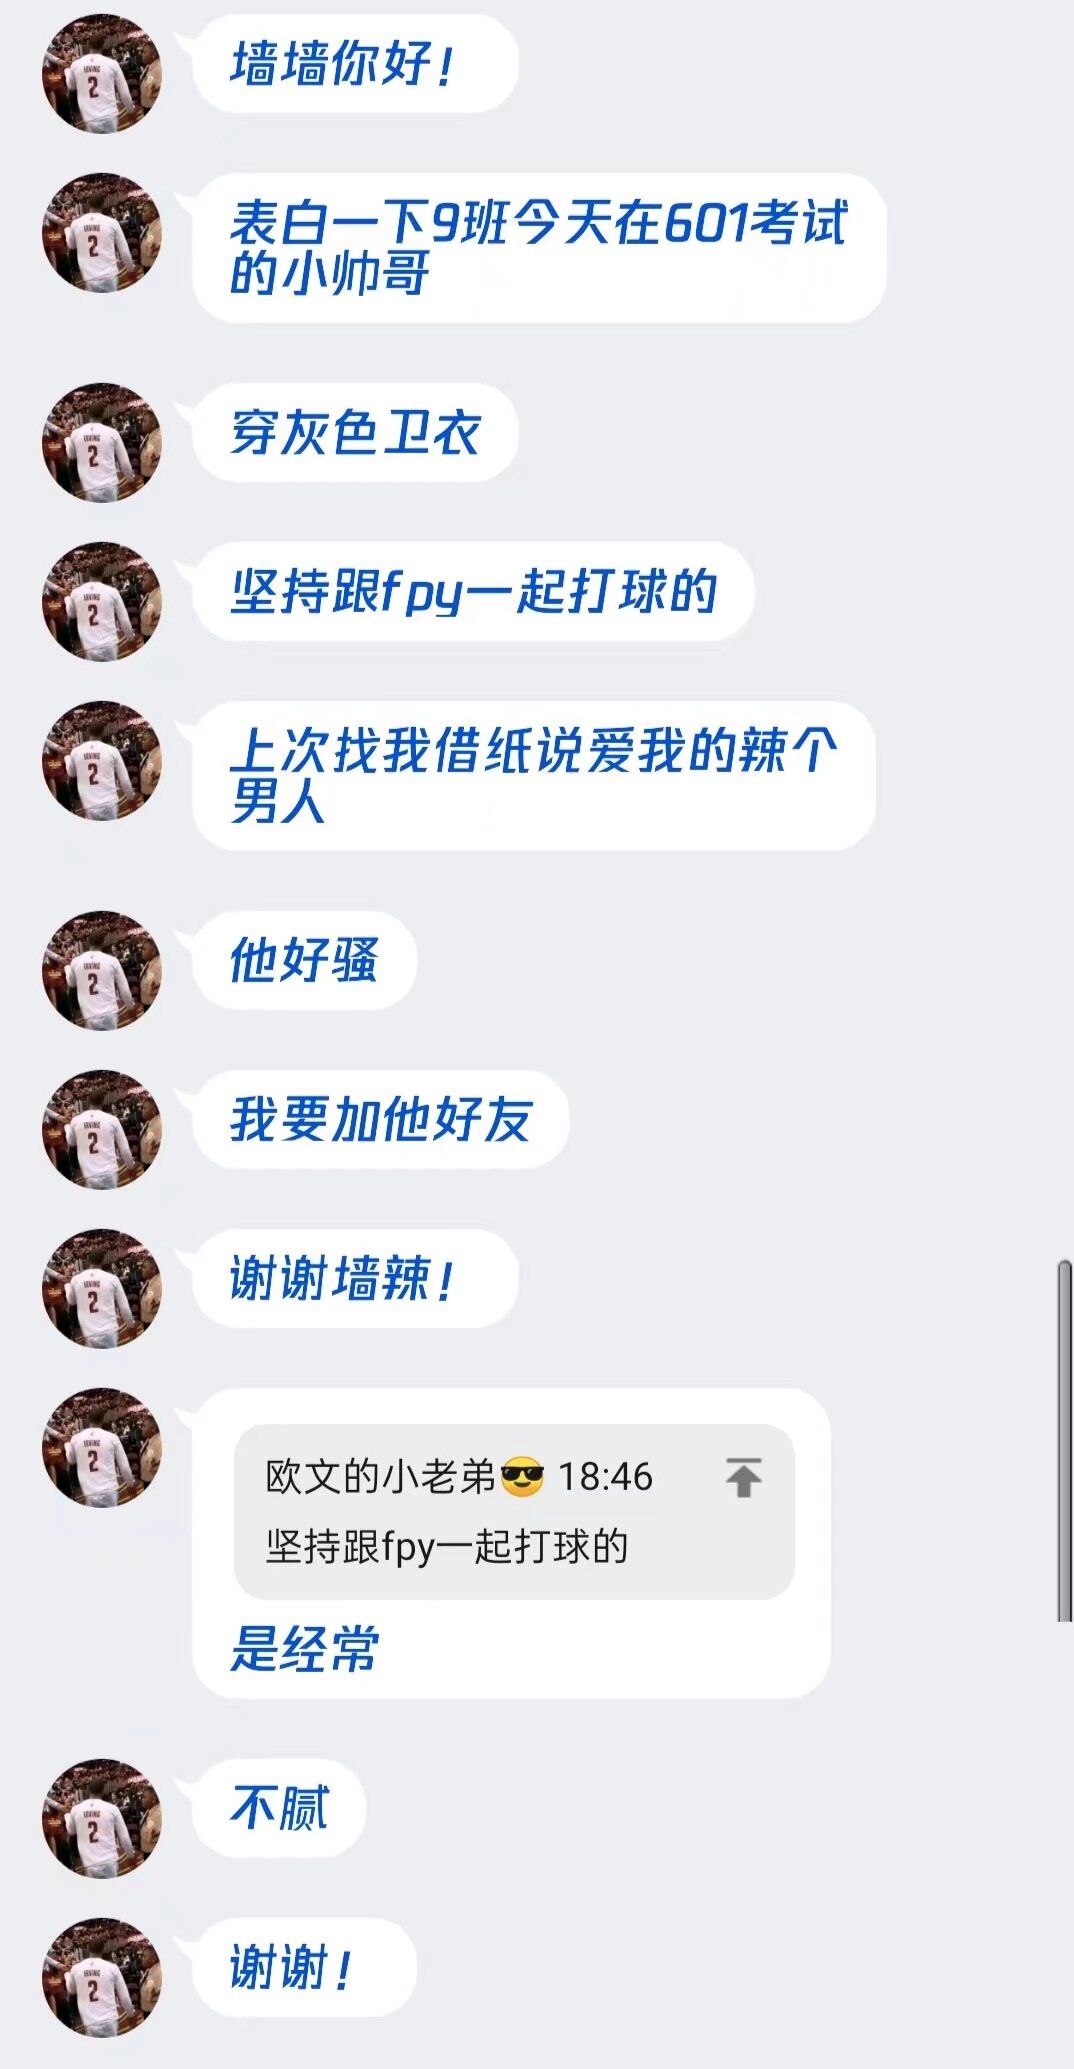 墙墙你好！
表白一下9班今天在601考试
的小帅哥
穿灰色卫衣
坚持跟fpy一起打球的
上次找我借纸说爱我的辣个
男人
他好骚
我要加他好友
谢谢墙辣！
欧文的小老弟😎 18:46
坚持跟fpy一起打球的
是经常
不腻
谢谢！